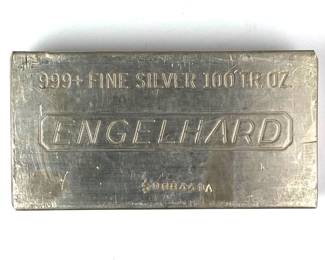 999+ FINE SILVER 100 TR. OZ.
ENGELHARD